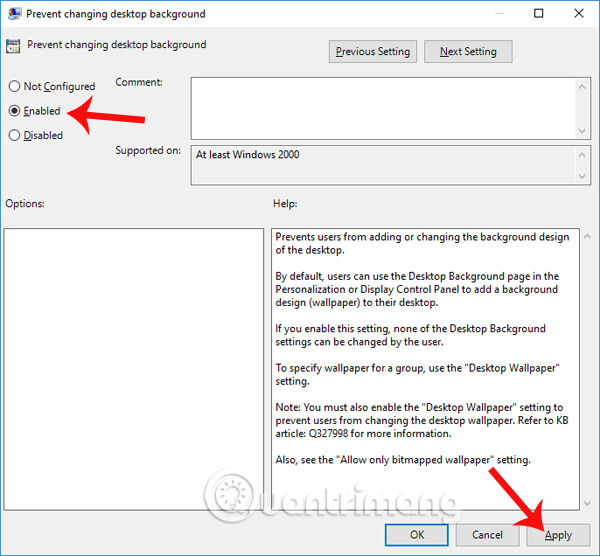 Prevent changing desktop background
Prevent changing desktop background
Previous Setting
Next Setting
Not Configured
Comment:
Enabled
Disabled
Supported on:
At least Windows 2000
Options:
Help:
Prevents users from adding or changing the background design
of the desktop.
By default, users can use the Desktop Background page in the
Personalization or Display Control Panel to add a background
design (wallpaper) to their desktop.
If you enable this setting, none of the Desktop Background
settings can be changed by the user.
To specify wallpaper for a group, use the "Desktop Wallpaper"
setting.
Note: You must also enable the "Desktop Wallpaper" setting to
prevent users from changing the desktop wallpaper. Refer to KB
article: Q327998 for more information.
Also, see the "Allow only bitmapped wallpaper" setting.
Quantrimang
OK
Cancel
Apply